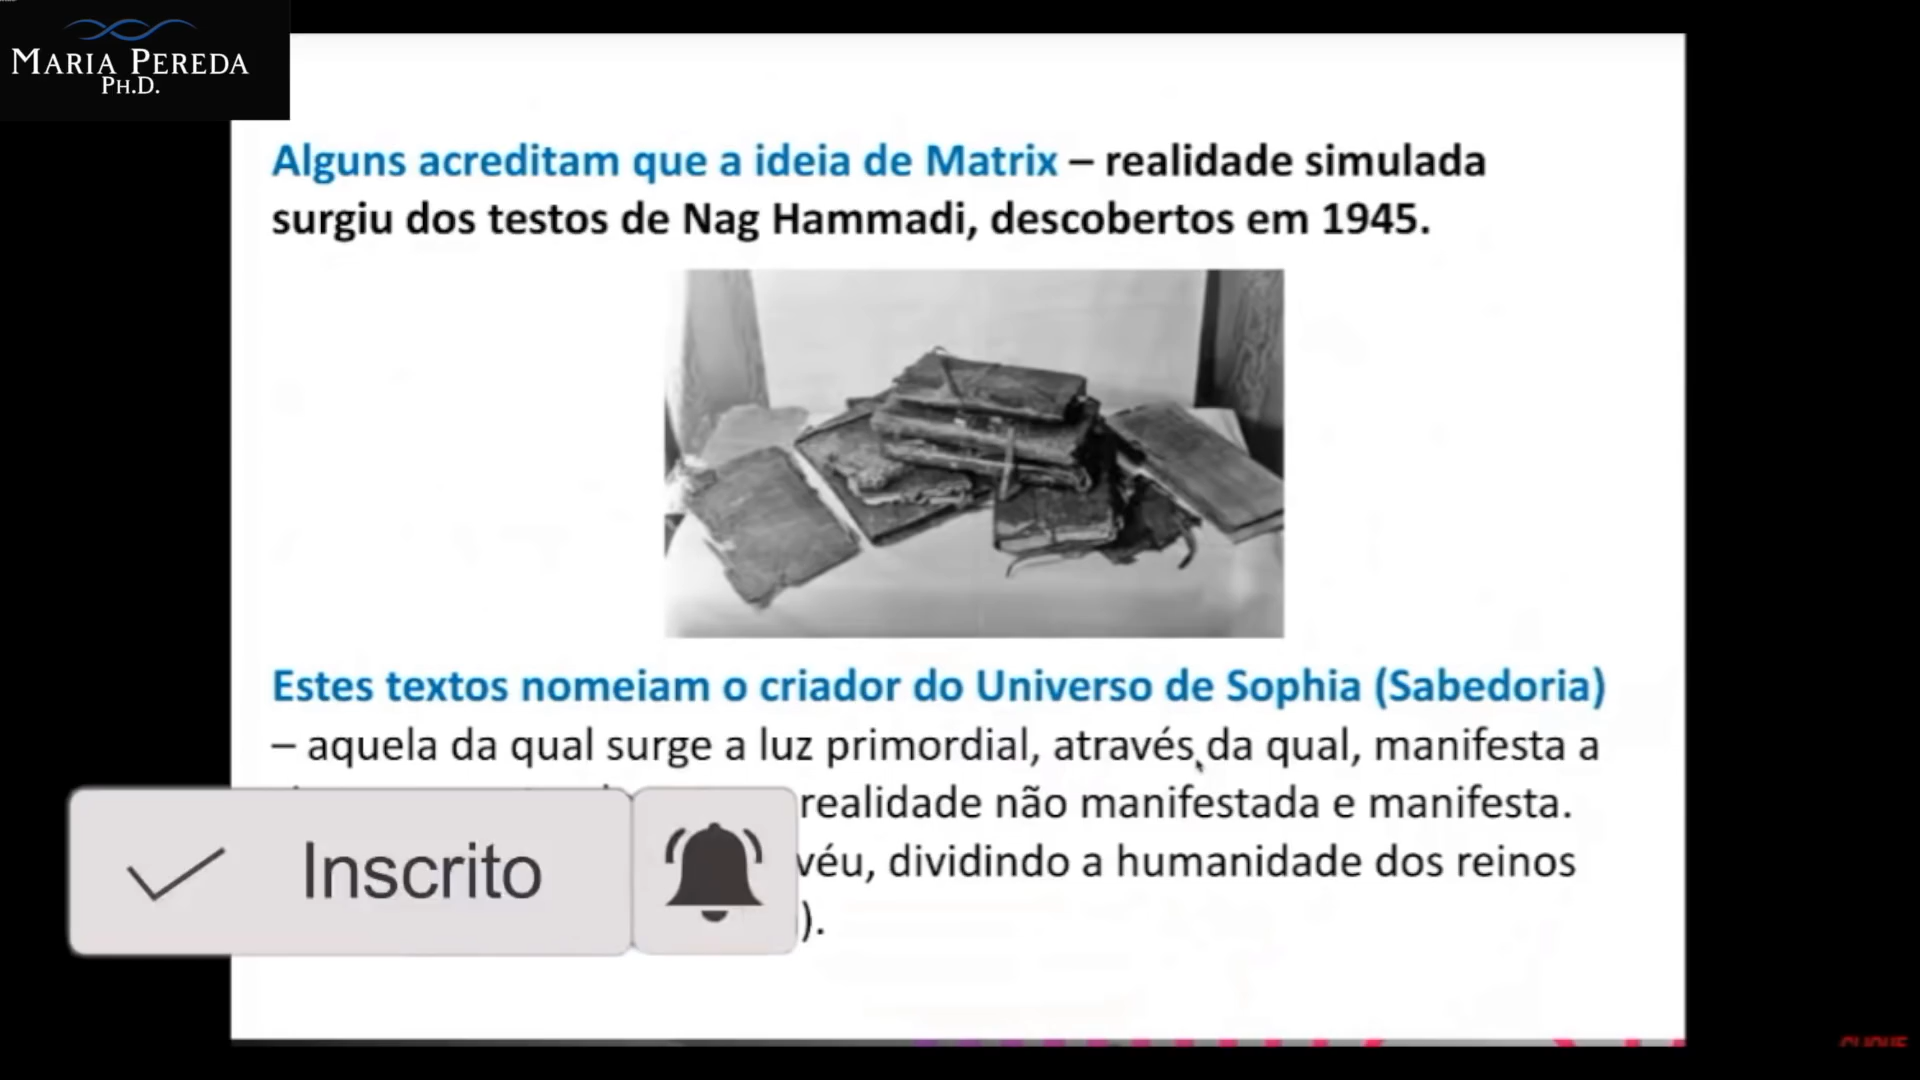 MARIA PEREDA
PH.D.
Alguns acreditam que a ideia de Matrix – realidade simulada
surgiu dos testos de Nag Hammadi, descobertos em 1945.
Estes textos nomeiam o criador do Universo de Sophia (Sabedoria)
– aquela da qual surge a luz primordial, através da qual, manifesta a
realidade não manifestada e manifesta.
véu, dividindo a humanidade dos reinos
).
Inscrito